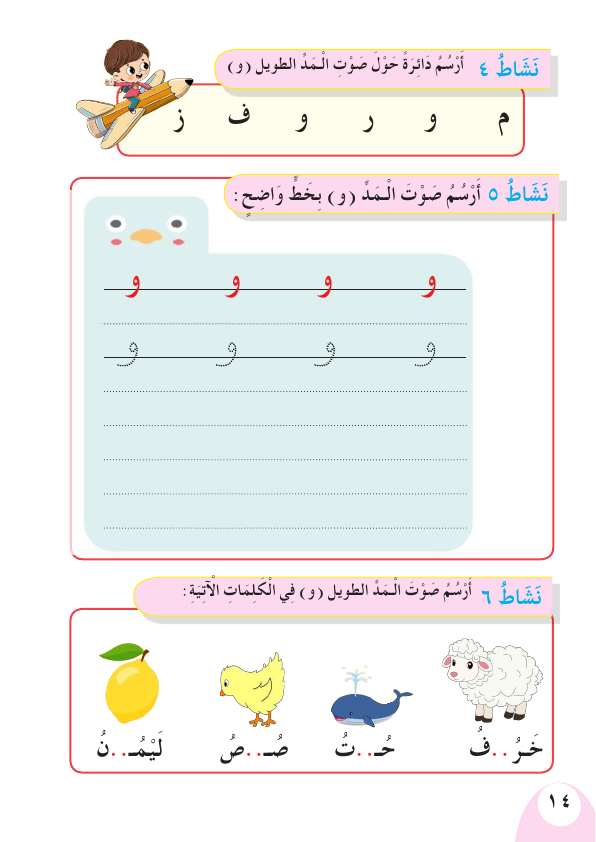 نَشَاطُ ٤ أَرْسُمُ دَائِرَةً حَوْلَ صَوْتِ الْـمَدِّ الطويل (و)
م و ر و ف ز
نَشَاطُ ٥ أَرْسُمُ صَوْتَ الْـمَدِّ (و) بِخَطٍّ وَاضِحٍ:
و و و و
و و و و
نَشَاطُ ٦ أَرْسُمُ صَوْتَ الْـمَدِّ الطويل (و) فِي الْكَلِمَاتِ الْآتِيَةِ:
خَـرُ..فُ حُـ..تُ صُـ..صُ لَيْمُـ..نُ
١٤